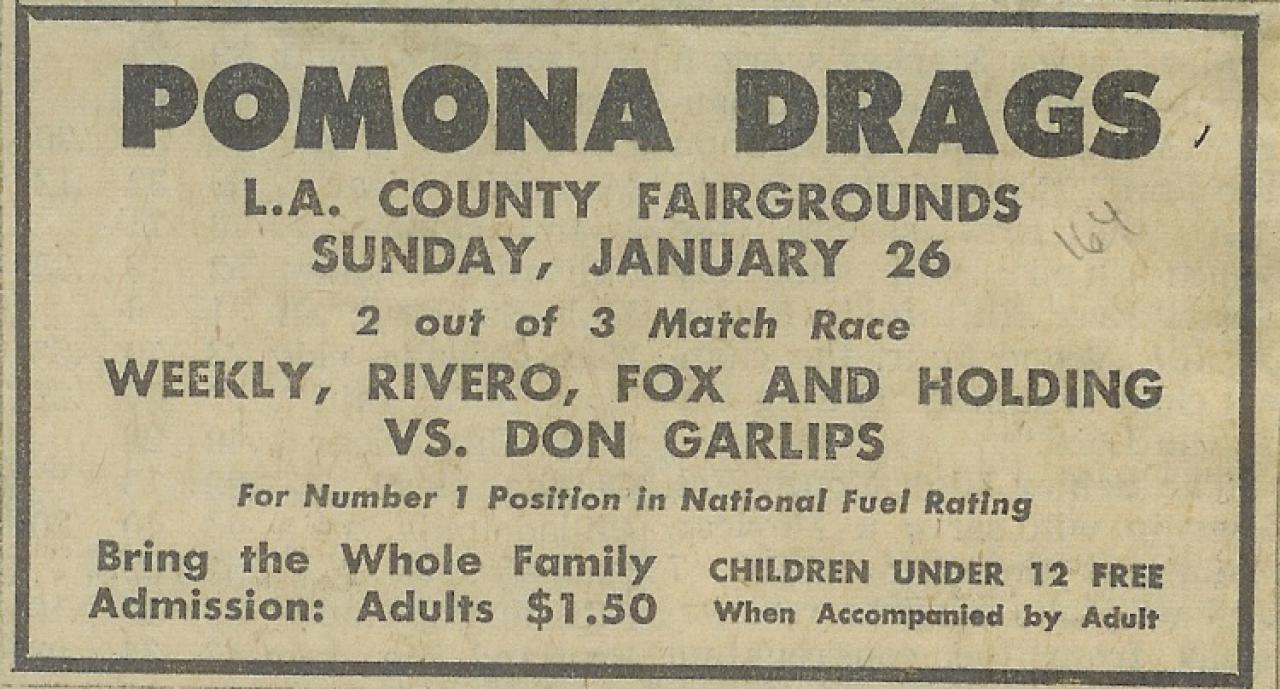 POMONA DRAGS
L.A. COUNTY FAIRGROUNDS
SUNDAY, JANUARY 26
164
2 out of 3 Match Race
WEEKLY, RIVERO, FOX AND HOLDING
VS. DON GARLIPS
For Number 1 Position in National Fuel Rating
Bring the Whole Family
Admission: Adults $1.50
CHILDREN UNDER 12 FREE
When Accompanied by Adult